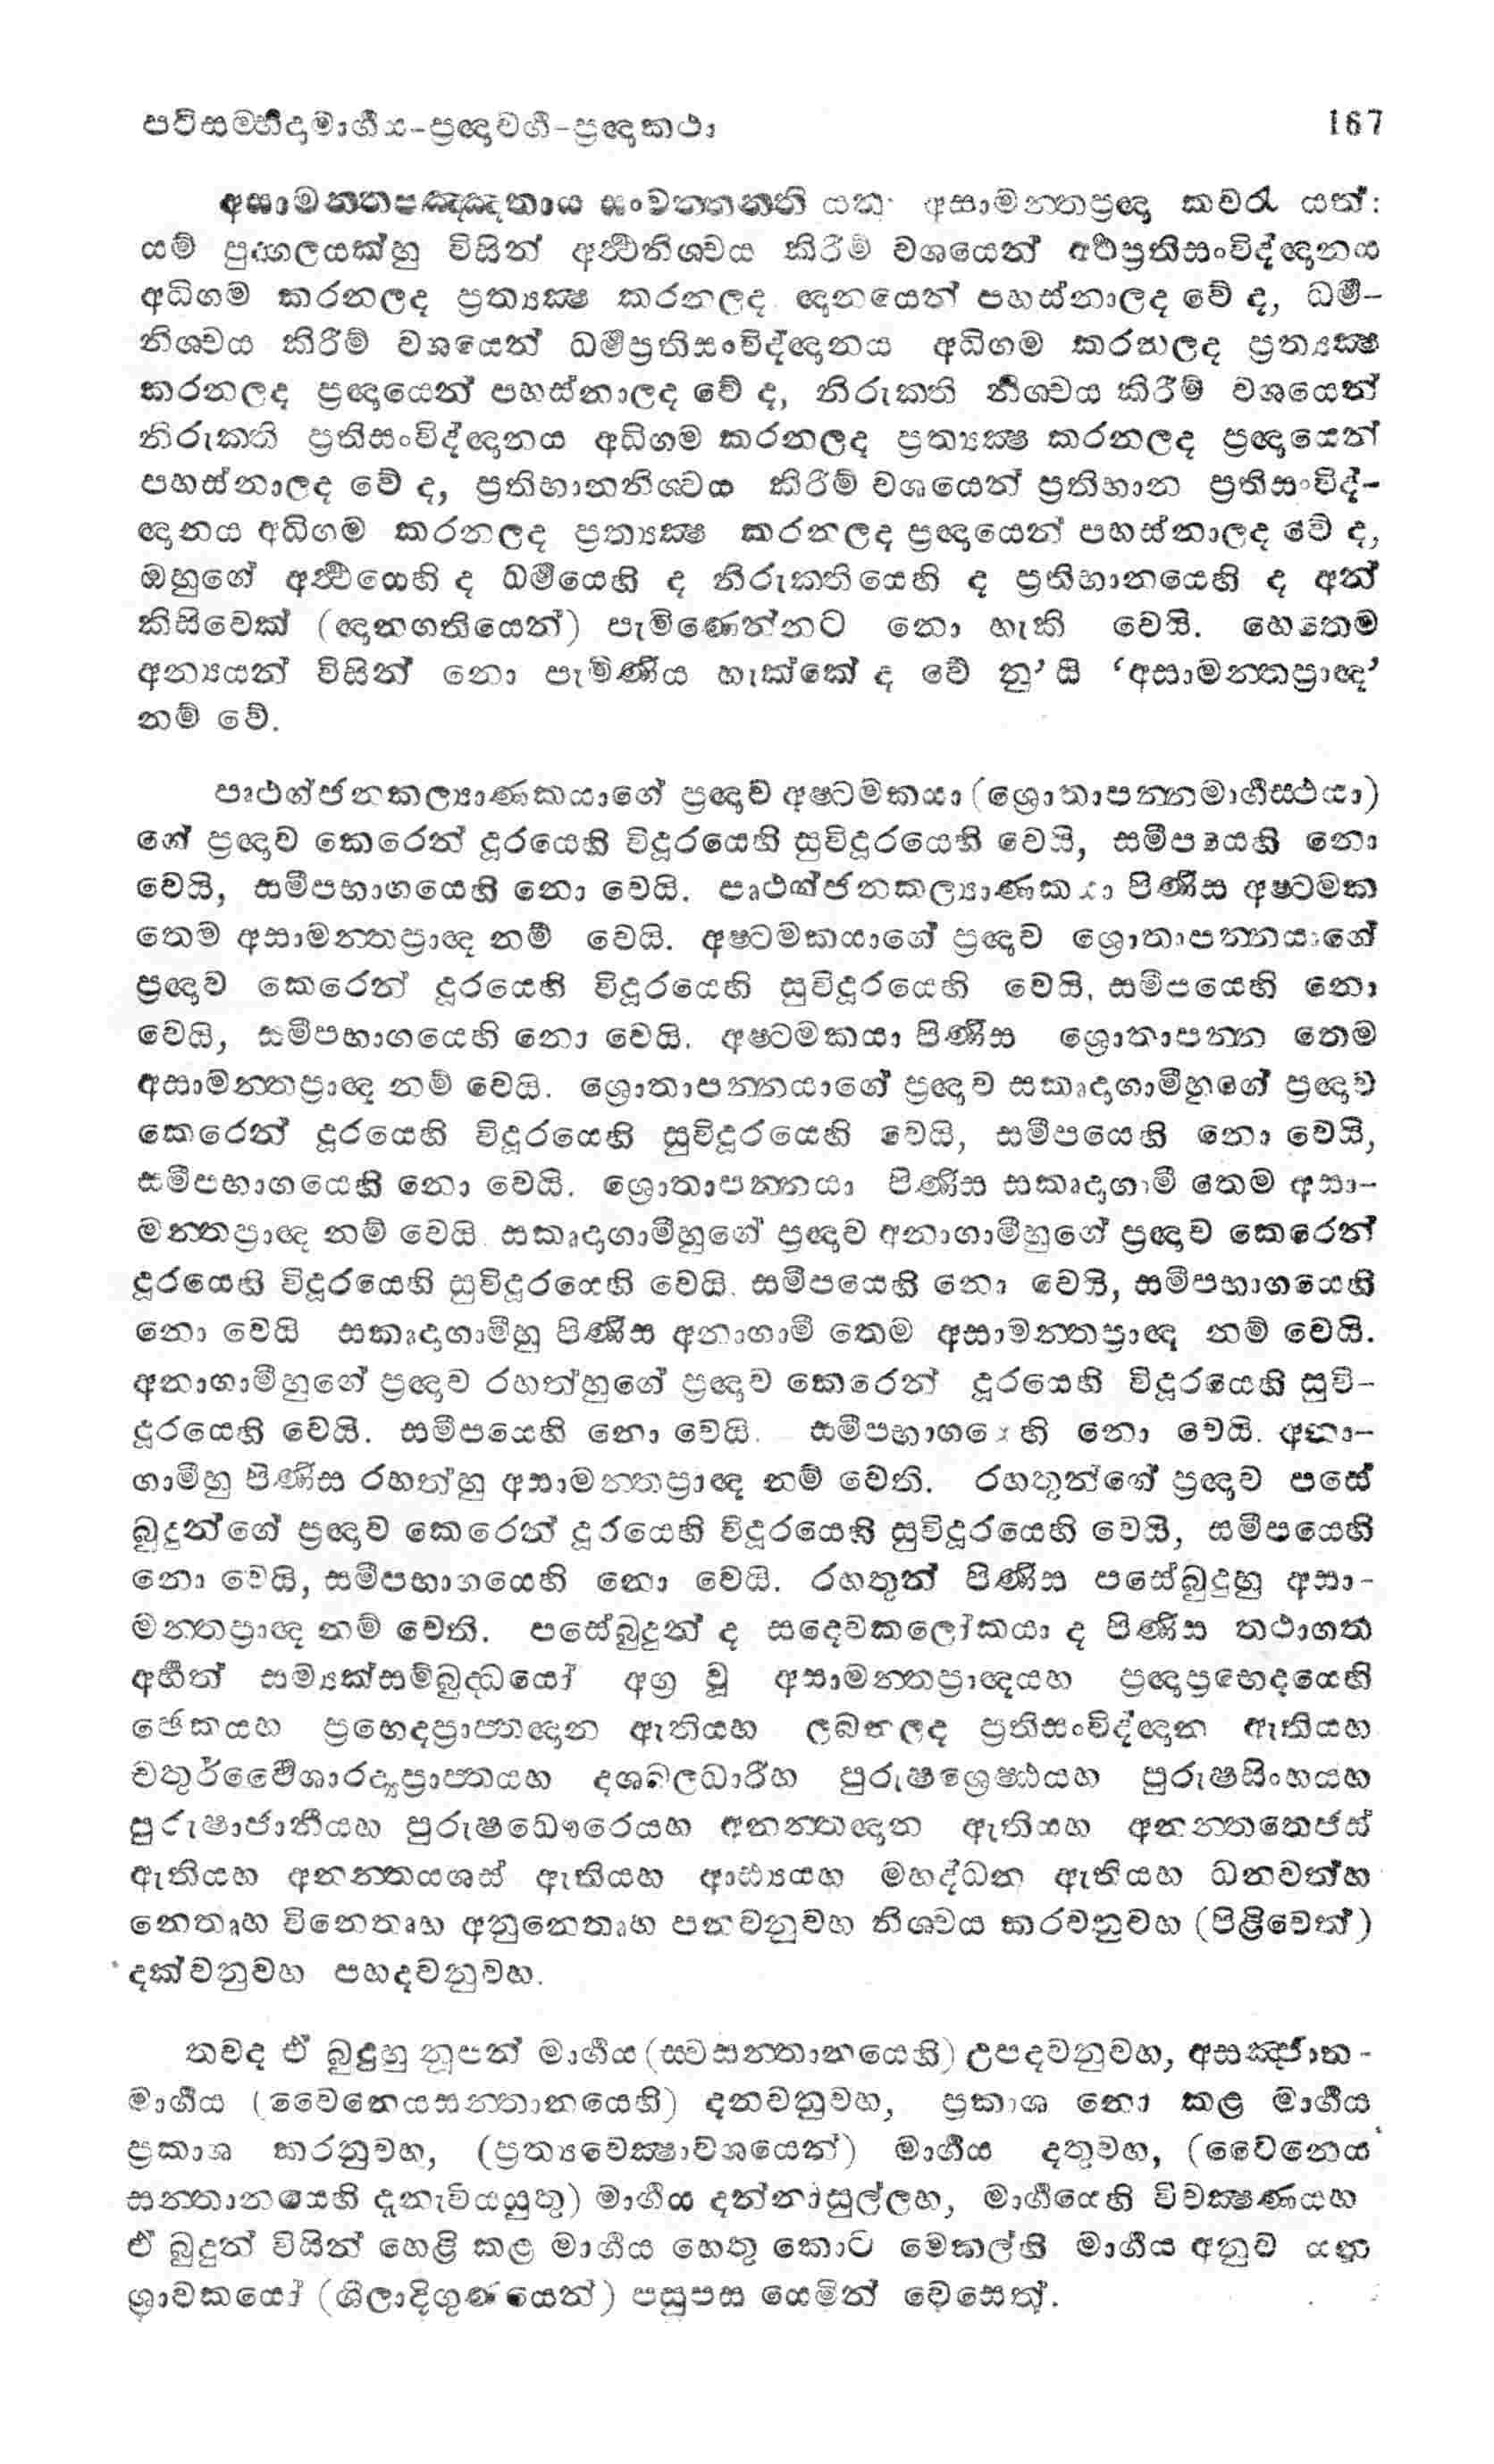 පටිසම්භිදාමාර්ගය-ප්‍රඥාවර්ග-ප්‍රඥාකථා 167
අසාමන්තපඤ්ඤතාය සංවත්තන්ති යනු අසාමන්තප්‍රඥා කවරැ යත්:
යම් පුද්ගලයක්හු විසින් අර්ථනිශ්චය කිරීම් වශයෙන් අර්ථප්‍රතිසංවිද්ඥානය
අධිගම කරනලද ප්‍රත්‍යක්ෂ කරනලද ඥානයෙන් පහස්නාලද වේ ද, ධර්ම-
නිශ්චය කිරීම් වශයෙන් ධර්මප්‍රතිසංවිද්ඥානය අධිගම කරනලද ප්‍රත්‍යක්ෂ
කරනලද ප්‍රඥායෙන් පහස්නාලද වේ ද, නිරුක්ති නිශ්චය කිරීම් වශයෙන්
නිරුක්ති ප්‍රතිසංවිද්ඥානය අධිගම කරනලද ප්‍රත්‍යක්ෂ කරනලද ප්‍රඥායෙන්
පහස්නාලද වේ ද, ප්‍රතිභානනිශ්චය කිරීම් වශයෙන් ප්‍රතිභාන ප්‍රතිසංවිද්-
ඥානය අධිගම කරනලද ප්‍රත්‍යක්ෂ කරනලද ප්‍රඥායෙන් පහස්නාලද වේ ද,
ඔහුගේ අර්ථයෙහි ද ධර්මයෙහි ද නිරුක්තියෙහි ද ප්‍රතිභානයෙහි ද අන්
කිසිවෙක් (ඥානගතියෙන්) පැමිණෙන්නට නො හැකි වෙයි. හෙතෙම
අන්‍යයන් විසින් නො පැමිණිය හැක්කේ ද වේ නු’ යි ‘අසාමන්තප්‍රාඥ’
නම් වේ.
පෘථග්ජනකල්‍යාණකයාගේ ප්‍රඥාව අෂ්ටමකයා (ශ්‍රොතාපන්නමාර්ගස්ථයා)
ගේ ප්‍රඥාව කෙරෙන් දූරයෙහි විදූරයෙහි සුවිදූරයෙහි වෙයි, සමීපයෙහි නො
වෙයි, සමීපභාගයෙහි නො වෙයි. පෘථග්ජනකල්‍යාණකයා පිණිස අෂ්ටමක
තෙම අසාමන්තප්‍රාඥ නම් වෙයි. අෂ්ටමකයාගේ ප්‍රඥාව ශ්‍රොතාපන්නයාගේ
ප්‍රඥාව කෙරෙන් දූරයෙහි විදූරයෙහි සුවිදූරයෙහි වෙයි, සමීපයෙහි නො
වෙයි, සමීපභාගයෙහි නො වෙයි. අෂ්ටමකයා පිණිස ශ්‍රොතාපන්න තෙම
අසාමන්තප්‍රාඥ නම් වෙයි. ශ්‍රොතාපන්නයාගේ ප්‍රඥාව සකෘදාගාමීහුගේ ප්‍රඥාව
කෙරෙන් දූරයෙහි විදූරයෙහි සුවිදූරයෙහි වෙයි, සමීපයෙහි නො වෙයි,
සමීපභාගයෙහි නො වෙයි. ශ්‍රොතාපන්නයා පිණිස සකෘදාගාමී තෙම අසා-
මන්තප්‍රාඥ නම් වෙයි. සකෘදාගාමීහුගේ ප්‍රඥාව අනාගාමීහුගේ ප්‍රඥාව කෙරෙන්
දූරයෙහි විදූරයෙහි සුවිදූරයෙහි වෙයි. සමීපයෙහි නො වෙයි, සමීපභාගයෙහි
නො වෙයි සකෘදාගාමීහු පිණිස අනාගාමී තෙම අසාමන්තප්‍රාඥ නම් වෙයි.
අනාගාමීහුගේ ප්‍රඥාව රහත්හුගේ ප්‍රඥාව කෙරෙන් දූරයෙහි විදූරයෙහි සුවි-
දූරයෙහි වෙයි. සමීපයෙහි නො වෙයි. සමීපභාගයෙහි නො වෙයි. අනා-
ගාමීහු පිණිස රහත්හු අසාමන්තප්‍රාඥ නම් වෙති. රහතුන්ගේ ප්‍රඥාව පසේ
බුදුන්ගේ ප්‍රඥාව කෙරෙන් දූරයෙහි විදූරයෙහි සුවිදූරයෙහි වෙයි, සමීපයෙහි
නො වෙයි, සමීපභාගයෙහි නො වෙයි. රහතුන් පිණිස පසේබුදුහු අසා-
මන්තප්‍රාඥ නම් වෙති. පසේබුදුන් ද සදෙවකලෝකයා ද පිණිස තථාගත
අර්හත් සම්‍යක්සම්බුද්ධයෝ අග්‍ර වූ අසාමන්තප්‍රාඥයහ ප්‍රඥාප්‍රභෙදයෙහි
ඡෙකයහ ප්‍රභෙදප්‍රාප්තඥාන ඇතියහ ලබනලද ප්‍රතිසංවිද්ඥාන ඇතියහ
චතුර්වෛශාරද්‍යප්‍රාප්තයහ දශබලධාරීහ පුරුෂශ්‍රෙෂ්ඨයහ පුරුෂසිංහයහ
පුරුෂාජානීයහ පුරුෂධෞරෙයහ අනන්තඥාන ඇතියහ අනන්තතෙජස්
ඇතියහ අනන්තයශස් ඇතියහ ආඪ්‍යයහ මහද්ධන ඇතියහ ධනවත්හ
නෙතෘහ විනෙතෘහ අනුනෙතෘහ පනවනුවහ නිශ්චය කරවනුවහ (පිළිවෙත්)
දක්වනුවහ පහදවනුවහ.
තවද ඒ බුදුහු නූපන් මාර්ගය (ස්වසන්තානයෙහි) උපදවනුවහ, අසඤ්ජාත-
මාර්ගය (වෛනෙයසන්තානයෙහි) දනවනුවහ, ප්‍රකාශ නො කළ මාර්ගය
ප්‍රකාශ කරනුවහ, (ප්‍රත්‍යවෙක්ෂාවශයෙන්) මාර්ගය දතුවහ, (වෛනෙය
සන්තානයෙහි දැනැවියයුතු) මාර්ගය දන්නාසුල්ලහ, මාර්ගයෙහි විචක්ෂණයහ
ඒ බුදුන් විසින් හෙළි කළ මාර්ගය හෙතු කොට මෙකල්හි මාර්ගය අනුව යන
ශ්‍රාවකයෝ (ශීලාදිගුණයෙන්) පසුපස යෙමින් වෙසෙත්.